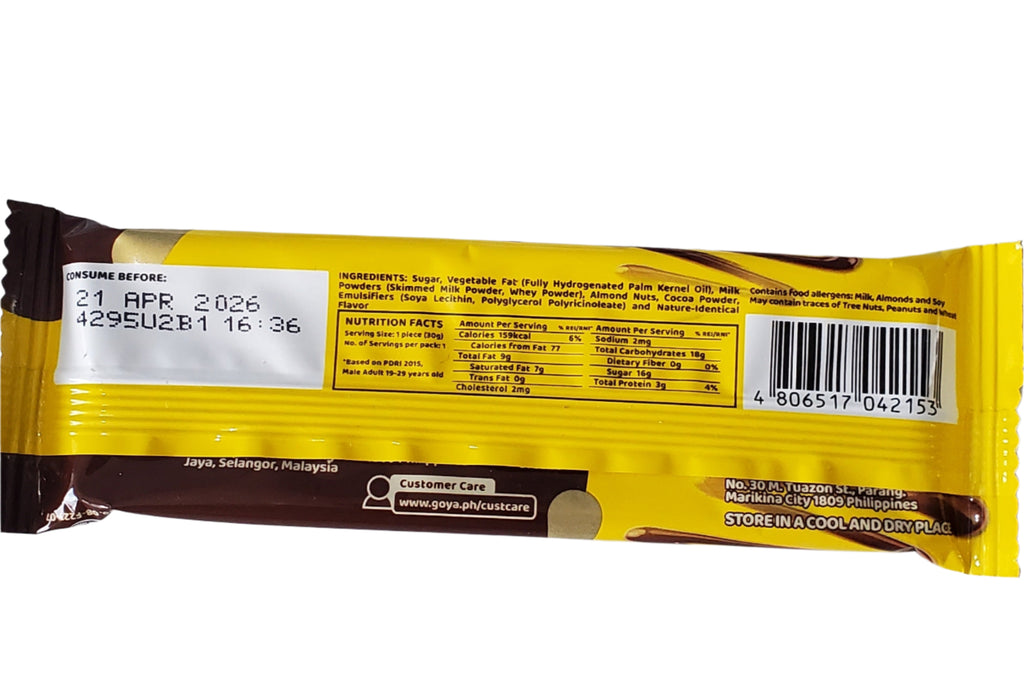 CONSUME BEFORE:
21 APR 2026
4295U2B1 16:36
INGREDIENTS: Sugar, Vegetable Fat (Fully Hydrogenated Palm Kernel Oil), Milk
Powders (Skimmed Milk Powder, Whey Powder), Almond Nuts, Cocoa Powder,
Emulsifiers (Soya Lecithin, Polyglycerol Polyricinoleate) and Nature-Identical
Flavor
NUTRITION FACTS
Serving Size: 1 piece (30g)
No. of Servings per pack: 1
*Based on PDRI 2015,
Male Adult 19-29 years old
Amount Per Serving % REI/RNI*
Calories 159kcal 6%
Calories from Fat 77
Total Fat 9g
Saturated Fat 7g
Trans Fat 0g
Cholesterol 2mg
Amount Per Serving % REI/RNI*
Sodium 2mg
Total Carbohydrates 18g
Dietary Fiber 0g 0%
Sugar 16g
Total Protein 3g 4%
Contains food allergens: Milk, Almonds and Soy
May contain traces of Tree Nuts, Peanuts and Wheat
4 806517 042153
Jaya, Selangor, Malaysia
Customer Care
www.goya.ph/custcare
No. 30 M. Tuazon St., Parang,
Marikina City 1809 Philippines
STORE IN A COOL AND DRY PLACE